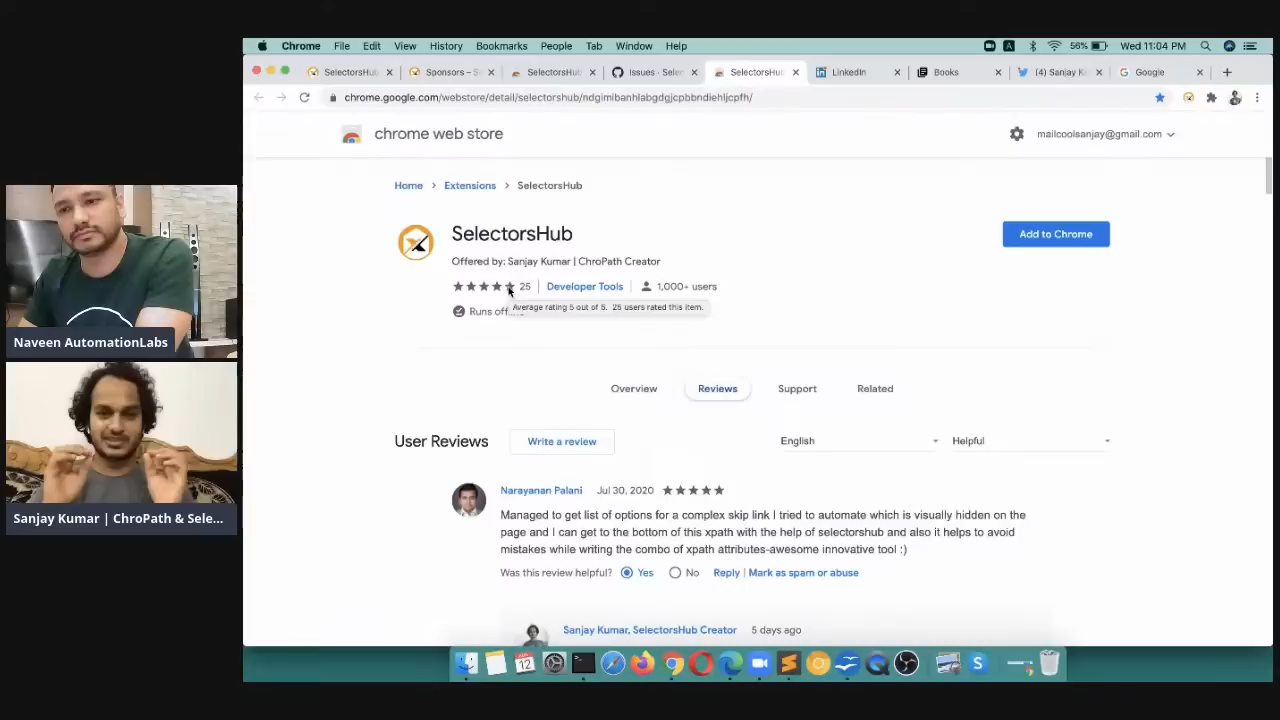 Chrome File Edit View History Bookmarks People Tab Window Help
A 56% Wed 11:04 PM
SelectorsHub Sponsors – S SelectorsHub Issues · Selec SelectorsHub LinkedIn Books (4) Sanjay K Google
chrome.google.com/webstore/detail/selectorshub/ndgimibanhlabgdgjcpbbndiehljcpfh/
chrome web store
mailcoolsanjay@gmail.com
Home Extensions SelectorsHub
SelectorsHub
Add to Chrome
Offered by: Sanjay Kumar | ChroPath Creator
25 Developer Tools 1,000+ users
Average rating 5 out of 5. 25 users rated this item.
Runs off
Overview Reviews Support Related
User Reviews Write a review English Helpful
Narayanan Palani Jul 30, 2020
Managed to get list of options for a complex skip link I tried to automate which is visually hidden on the
page and I can get to the bottom of this xpath with the help of selectorshub and also it helps to avoid
mistakes while writing the combo of xpath attributes-awesome innovative tool :)
Was this review helpful? Yes No Reply | Mark as spam or abuse
Sanjay Kumar, SelectorsHub Creator 5 days ago
12
S
Naveen AutomationLabs
Sanjay Kumar | ChroPath & Sele...